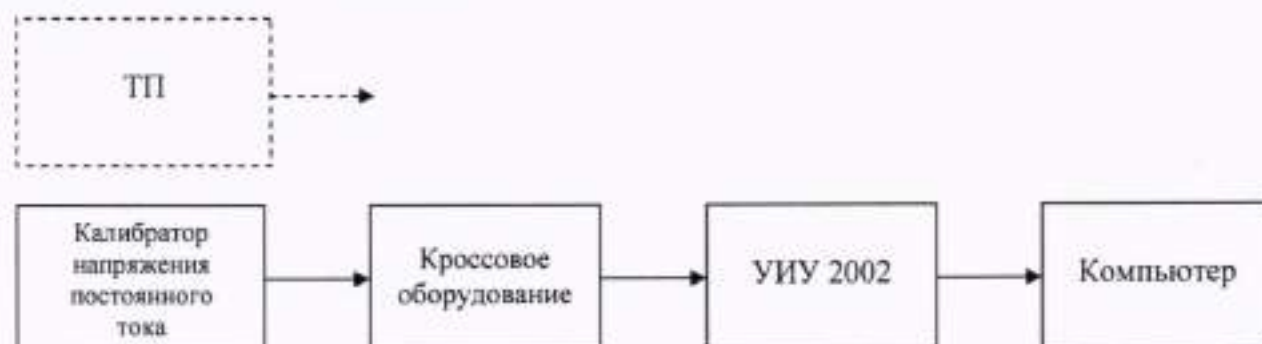 ТП
Калибратор
напряжения
постоянного
тока
Кроссовое
оборудование
УИУ 2002
Компьютер